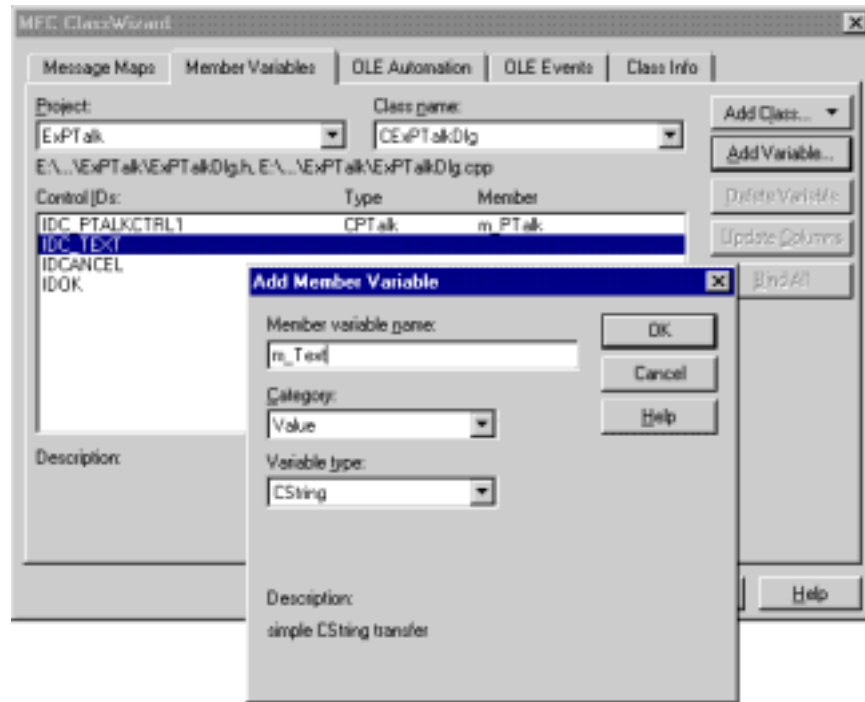 MFC ClassWizard
Message Maps
Member Variables
OLE Automation
OLE Events
Class Info
Project:
Class name:
Add Class...
ExPTalk
CExPTalkDlg
Add Variable...
E:\...\ExPTalk\ExPTalkDlg.h, E:\...\ExPTalk\ExPTalkDlg.cpp
Control IDs:
Type
Member
Delete Variable
IDC_PTALKCTRL1
CPTalk
m_PTalk
IDC_TEXT
Update Columns
IDCANCEL
IDOK
Bind All
Description:
Help
Add Member Variable
Member variable name:
OK
m_Text
Cancel
Category:
Help
Value
Variable type:
CString
Description:
simple CString transfer